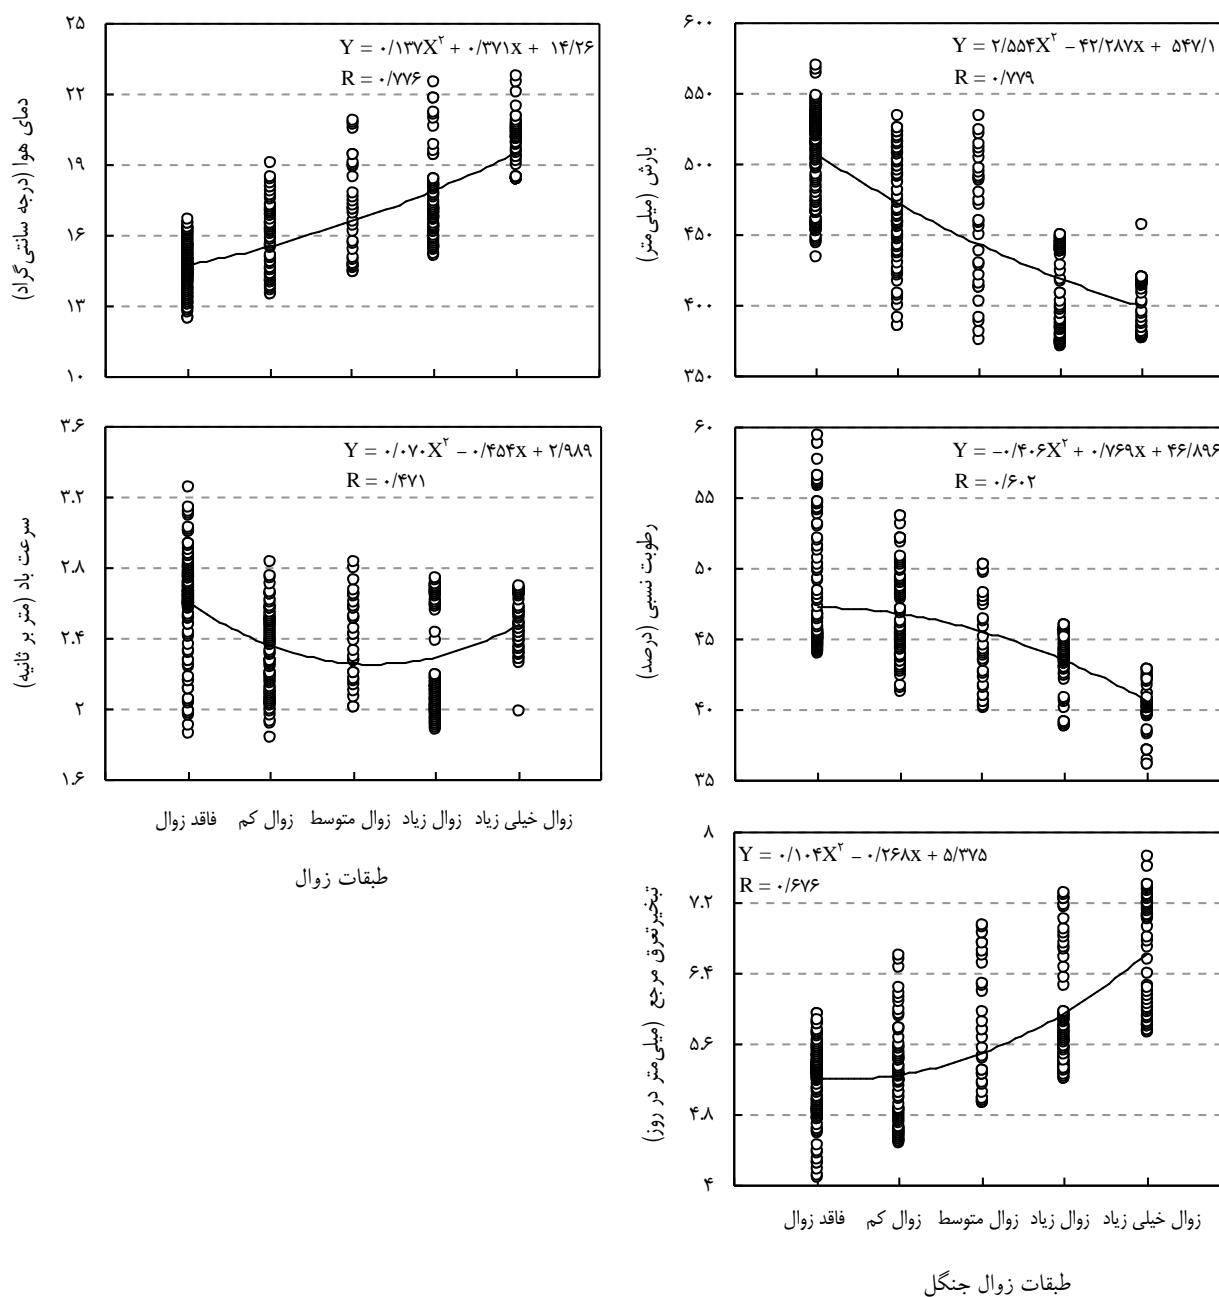 دمای هوا (درجه سانتی‌گراد)
۲۵
۲۲
۱۹
۱۶
۱۳
۱۰
Y = ۰/۱۳۷X² + ۰/۳۷۱x + ۱۴/۲۶
R = ۰/۷۷۶
بارش (میلی‌متر)
۶۰۰
۵۵۰
۵۰۰
۴۵۰
۴۰۰
۳۵۰
Y = ۲/۵۵۴X² − ۴۲/۲۸۷x + ۵۴۷/۱
R = ۰/۷۷۹
سرعت باد (متر بر ثانیه)
۳.۶
۳.۲
۲.۸
۲.۴
۲
۱.۶
Y = ۰/۰۷۰X² − ۰/۴۵۴x + ۲/۹۸۹
R = ۰/۴۷۱
فاقد زوال
زوال کم
زوال متوسط
زوال زیاد
زوال خیلی زیاد
طبقات زوال
رطوبت نسبی (درصد)
۶۰
۵۵
۵۰
۴۵
۴۰
۳۵
Y = −۰/۴۰۶X² + ۰/۷۶۹x + ۴۶/۸۹۶
R = ۰/۶۰۲
تبخیرتعرق مرجع (میلی‌متر در روز)
۸
۷.۲
۶.۴
۵.۶
۴.۸
۴
Y = ۰/۱۰۴X² − ۰/۲۶۸x + ۵/۳۷۵
R = ۰/۶۷۶
فاقد زوال
زوال کم
زوال متوسط
زوال زیاد
زوال خیلی زیاد
طبقات زوال جنگل